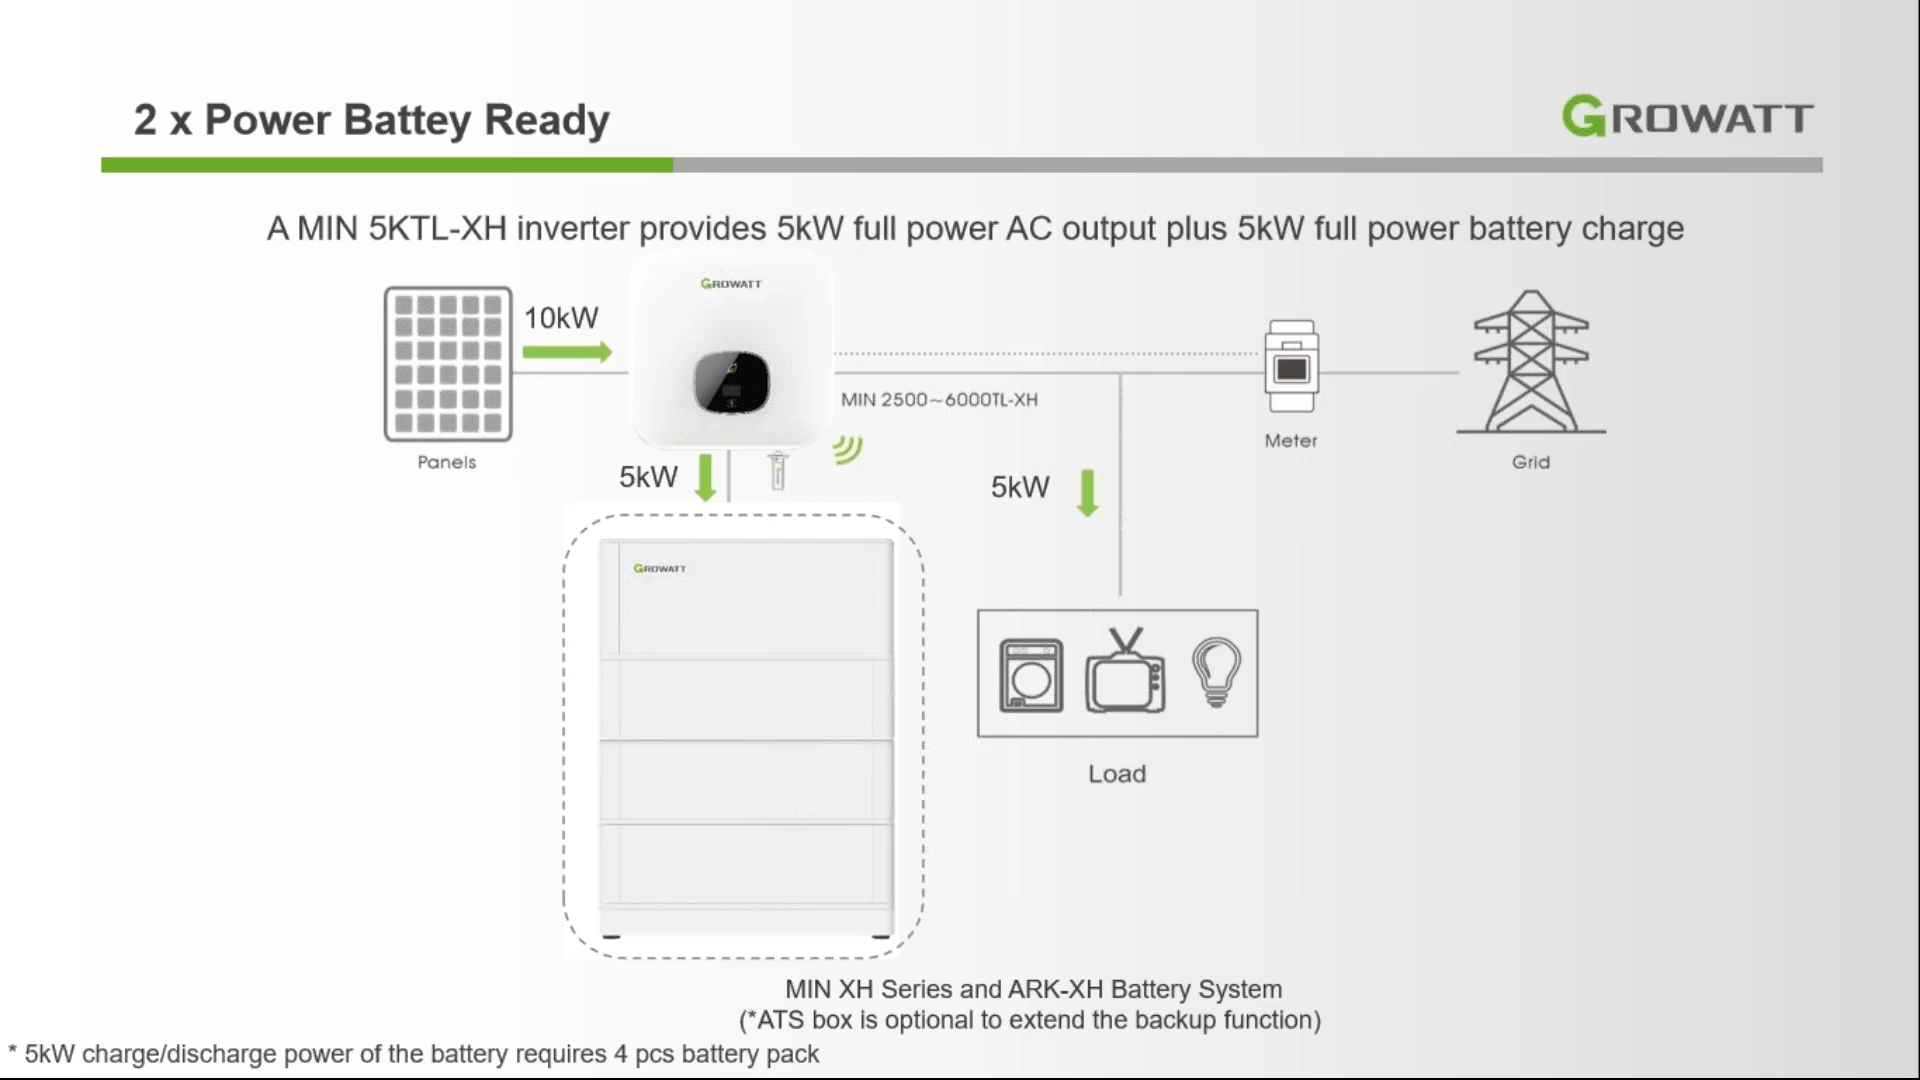 2 x Power Battey Ready
GROWATT
A MIN 5KTL-XH inverter provides 5kW full power AC output plus 5kW full power battery charge
GROWATT
10kW
MIN 2500~6000TL-XH
Meter
Panels
Grid
5kW
5kW
GROWATT
Load
MIN XH Series and ARK-XH Battery System
(*ATS box is optional to extend the backup function)
* 5kW charge/discharge power of the battery requires 4 pcs battery pack